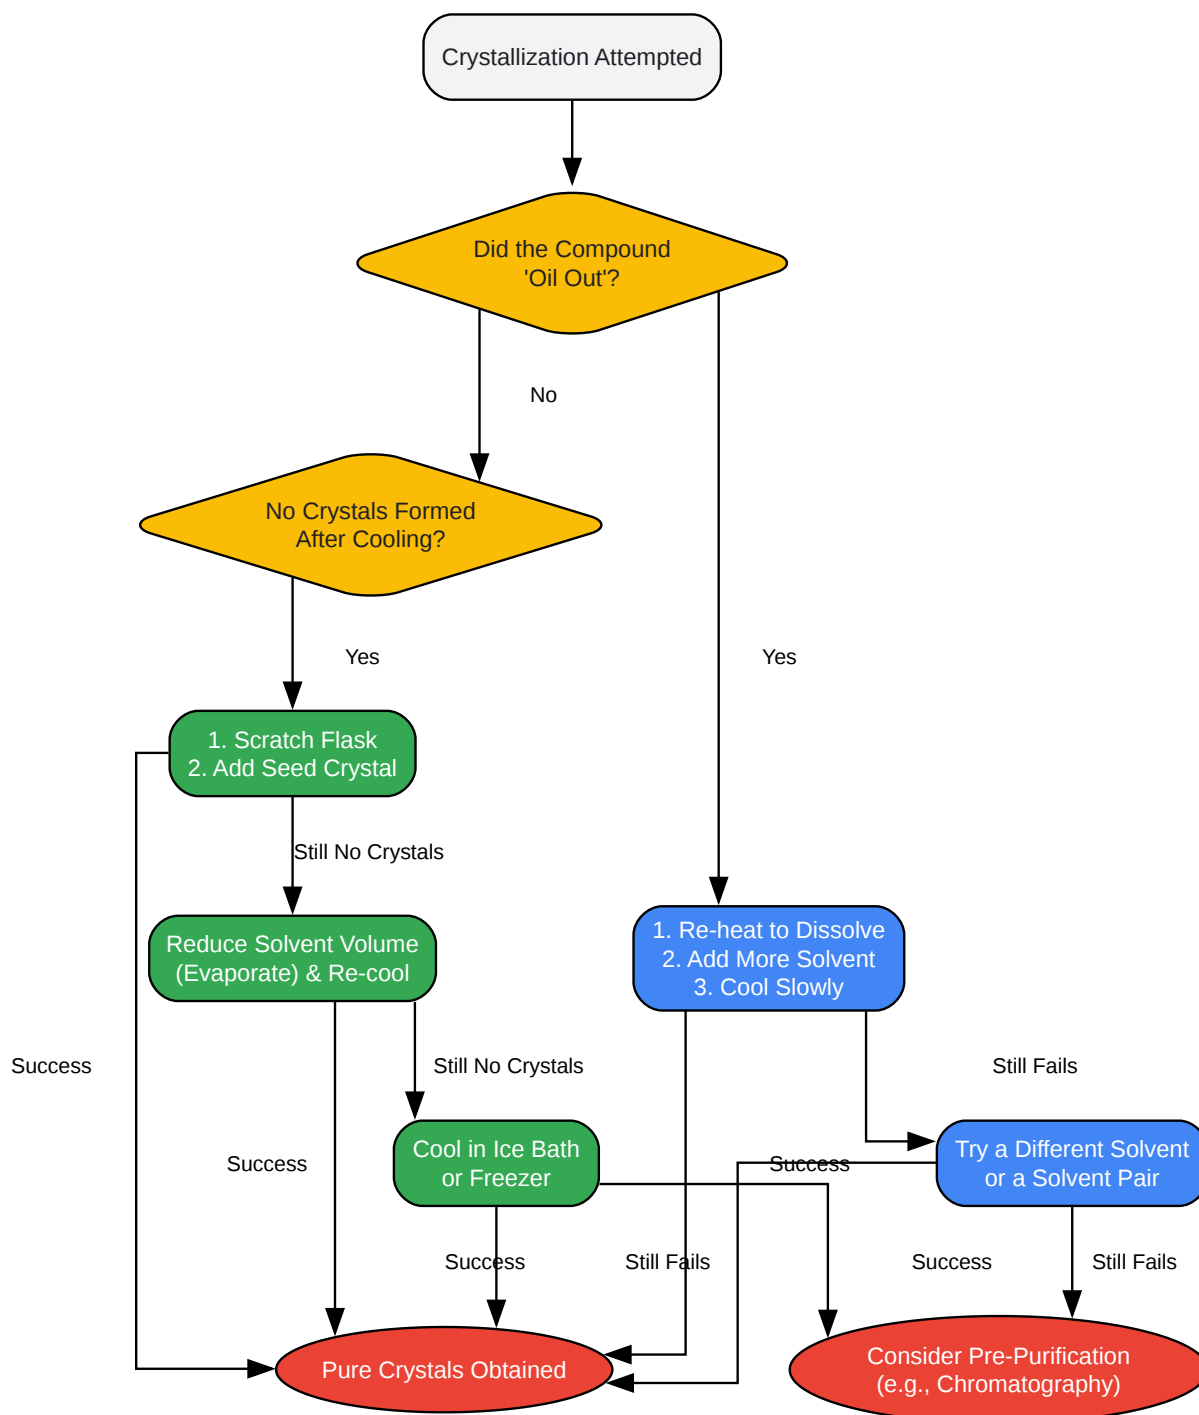 Crystallization Attempted
Did the Compound
'Oil Out'?
No
No Crystals Formed
After Cooling?
Yes
Yes
1. Scratch Flask
2. Add Seed Crystal
Still No Crystals
Reduce Solvent Volume
(Evaporate) & Re-cool
1. Re-heat to Dissolve
2. Add More Solvent
3. Cool Slowly
Success
Still No Crystals
Still Fails
Cool in Ice Bath
or Freezer
Success
Success
Try a Different Solvent
or a Solvent Pair
Success
Still Fails
Success
Still Fails
Pure Crystals Obtained
Consider Pre-Purification
(e.g., Chromatography)